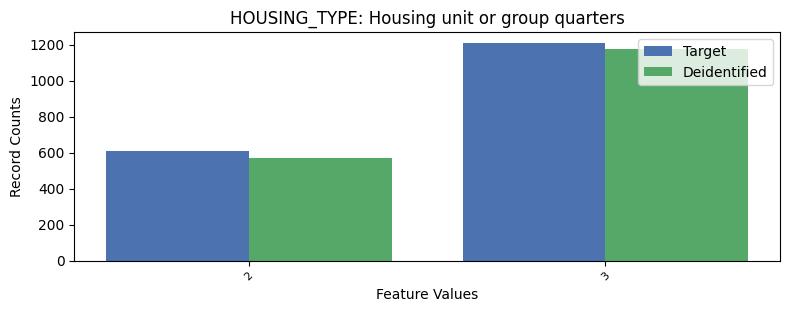 HOUSING_TYPE: Housing unit or group quarters
Target
Deidentified
Record Counts
1200
1000
800
600
400
200
0
2
3
Feature Values